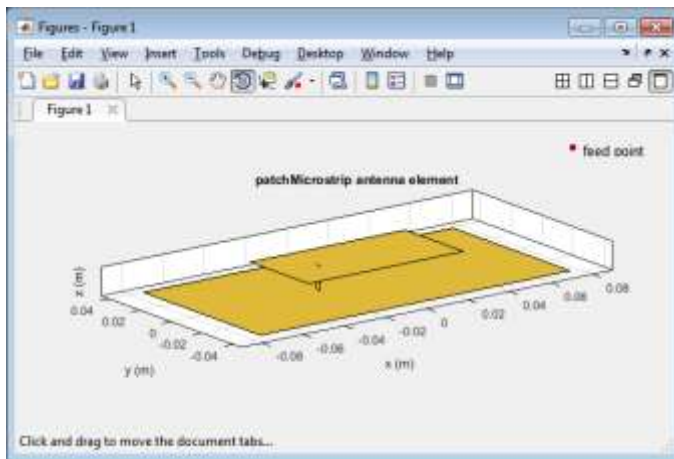 Figures - Figure 1
File Edit View Insert Tools Debug Desktop Window Help
Figure 1
feed point
patchMicrostrip antenna element
z (m)
0.04
0.02
0
-0.02
-0.04
y (m)
-0.08
-0.06
-0.04
-0.02
0
0.02
0.04
0.06
0.08
x (m)
Click and drag to move the document tabs...